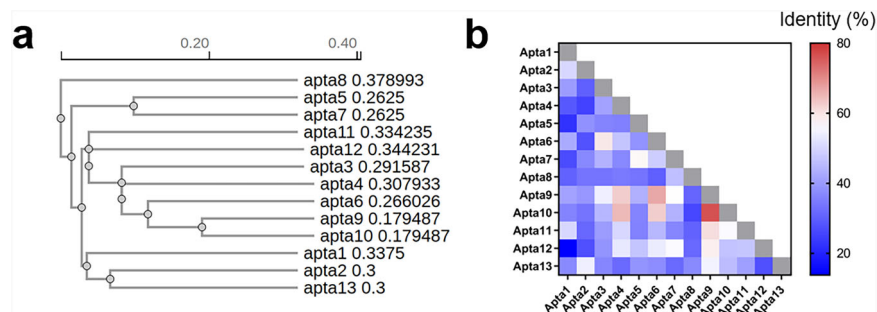 a
0.20 0.40
apta8 0.378993
apta5 0.2625
apta7 0.2625
apta11 0.334235
apta12 0.344231
apta3 0.291587
apta4 0.307933
apta6 0.266026
apta9 0.179487
apta10 0.179487
apta1 0.3375
apta2 0.3
apta13 0.3
b
Identity (%)
Apta1
Apta2
Apta3
Apta4
Apta5
Apta6
Apta7
Apta8
Apta9
Apta10
Apta11
Apta12
Apta13
Apta1 Apta2 Apta3 Apta4 Apta5 Apta6 Apta7 Apta8 Apta9 Apta10 Apta11 Apta12 Apta13
80
60
40
20